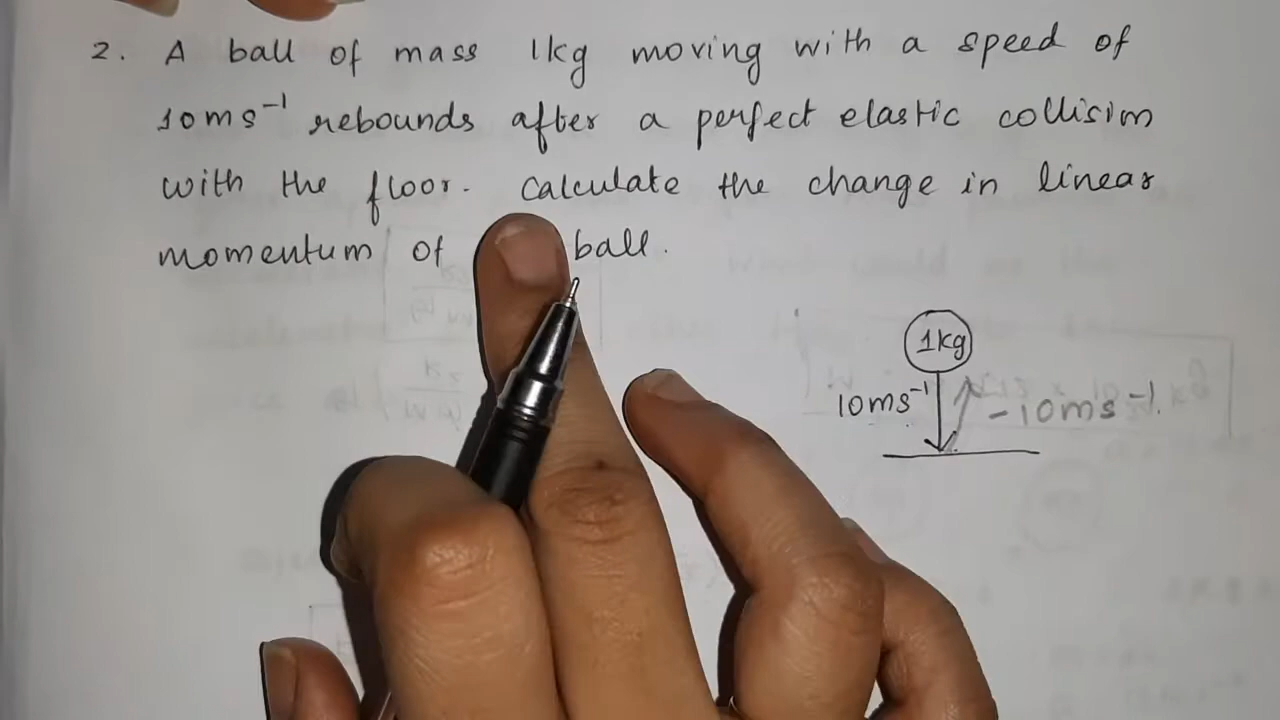 2. A ball of mass 1kg moving with a speed of
10ms⁻¹ rebounds after a perfect elastic collision
with the floor. Calculate the change in linear
momentum of ball.
1kg
10ms⁻¹
-10ms⁻¹.